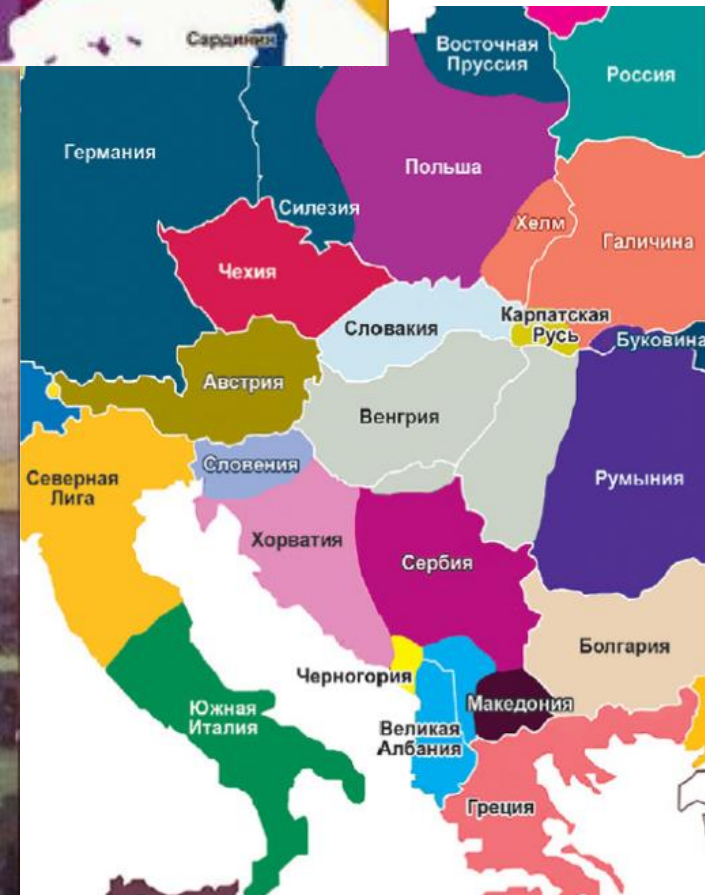 Сардиния
Восточная
Пруссия
Россия
Германия
Польша
Силезия
Хелм
Галичина
Чехия
Карпатская
Русь
Словакия
Буковина
Австрия
Венгрия
Словения
Северная
Лига
Румыния
Хорватия
Сербия
Болгария
Черногория
Македония
Южная
Италия
Великая
Албания
Греция